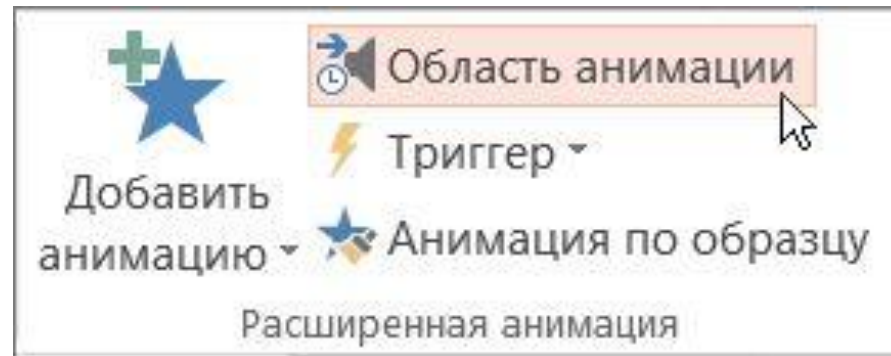 Добавить
анимацию
Область анимации
Триггер
Анимация по образцу
Расширенная анимация